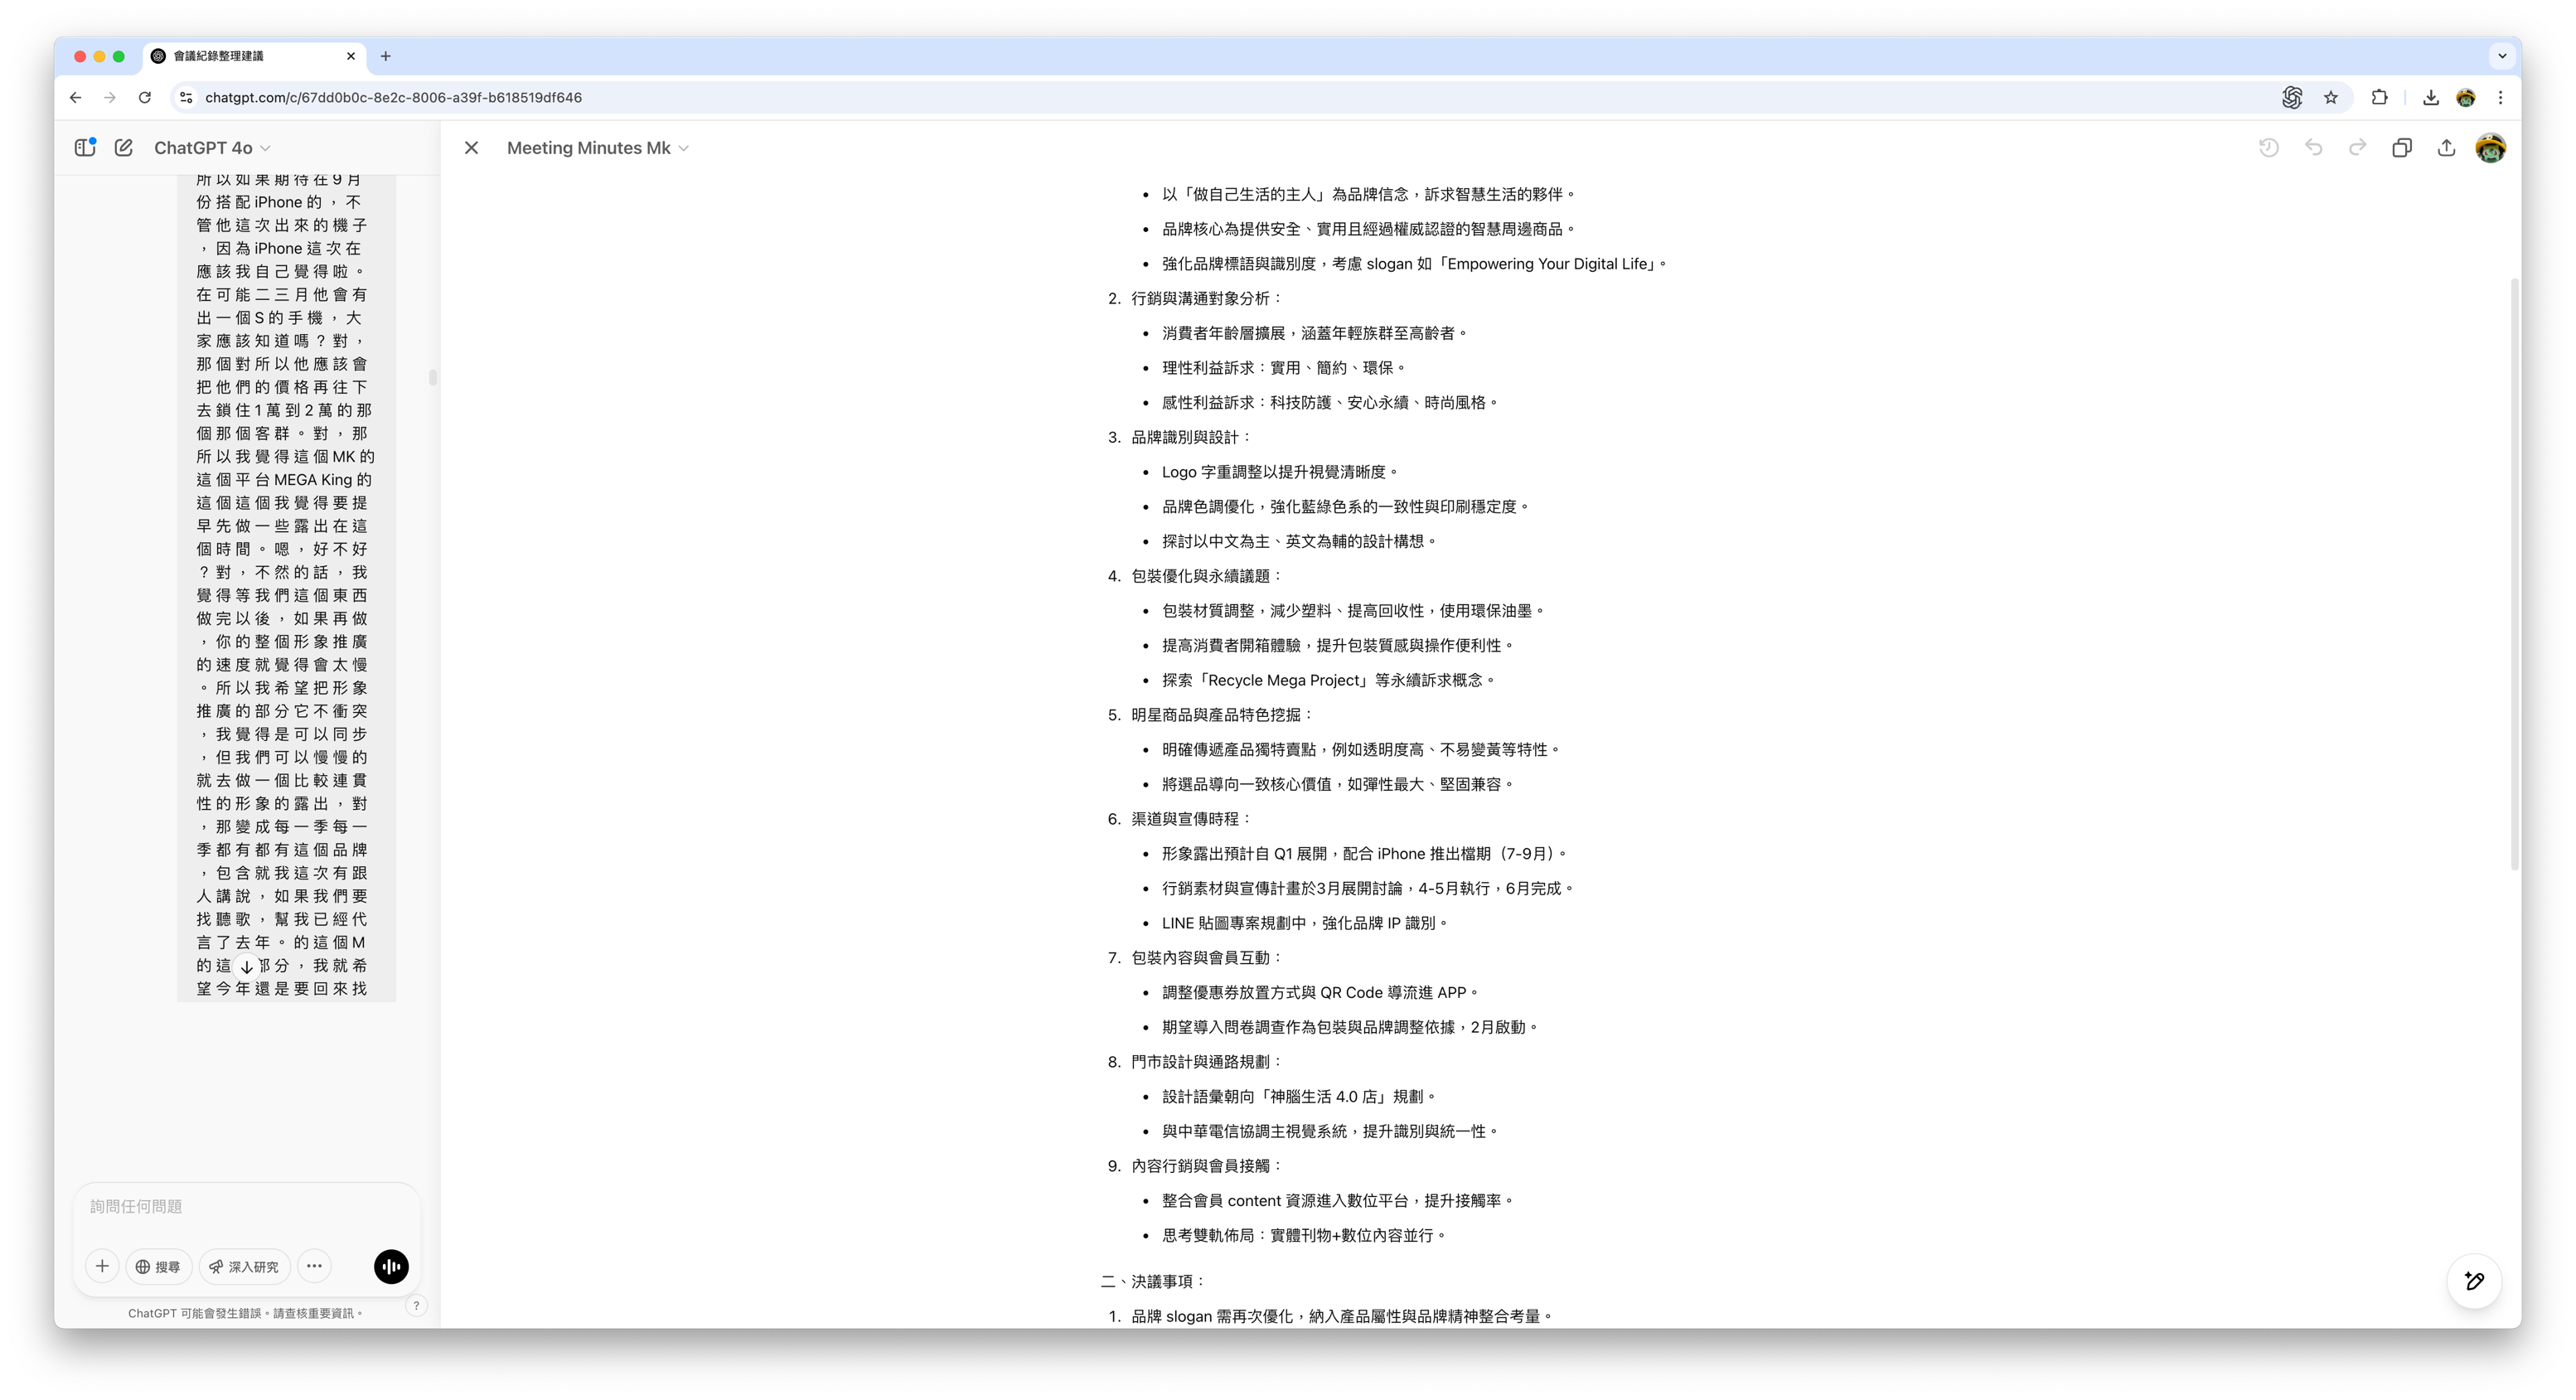 會議紀錄整理建議
chatgpt.com/c/67dd0b0c-8e2c-8006-a39f-b618519df646
ChatGPT 4o
Meeting Minutes Mk
所以如果期待在9月
份搭配 iPhone 的，不
管他這次出來的機子
，因為 iPhone 這次在
應該我自己覺得啦。
在可能二三月他會有
出一個S的手機，大
家應該知道嗎？對，
那個對所以他應該會
把他們的價格再往下
去鎖住1萬到2萬的那
個那個客群。對，那
所以我覺得這個MK的
這個平台MEGA King的
這個這個我覺得要提
早先做一些露出在這
個時間。嗯，好不好
？對，不然的話，我
覺得等我們這個東西
做完以後，如果再做
，你的整個形象推廣
的速度就覺得會太慢
。所以我希望把形象
推廣的部分它不衝突
，我覺得是可以同步
，但我們可以慢慢的
就去做一個比較連貫
性的形象的露出，對
，那變成每一季每一
季都有都有這個品牌
，包含就我這次有跟
人講說，如果我們要
找聽歌，幫我已經代
言了去年。的這個M
的這部分，我就希
望今年還是要回來找
詢問任何問題
搜尋
深入研究
ChatGPT 可能會發生錯誤。請查核重要資訊。
?
• 以「做自己生活的主人」為品牌信念，訴求智慧生活的夥伴。
• 品牌核心為提供安全、實用且經過權威認證的智慧周邊商品。
• 強化品牌標語與識別度，考慮 slogan 如「Empowering Your Digital Life」。
2. 行銷與溝通對象分析：
• 消費者年齡層擴展，涵蓋年輕族群至高齡者。
• 理性利益訴求：實用、簡約、環保。
• 感性利益訴求：科技防護、安心永續、時尚風格。
3. 品牌識別與設計：
• Logo 字重調整以提升視覺清晰度。
• 品牌色調優化，強化藍綠色系的一致性與印刷穩定度。
• 探討以中文為主、英文為輔的設計構想。
4. 包裝優化與永續議題：
• 包裝材質調整，減少塑料、提高回收性，使用環保油墨。
• 提高消費者開箱體驗，提升包裝質感與操作便利性。
• 探索「Recycle Mega Project」等永續訴求概念。
5. 明星商品與產品特色挖掘：
• 明確傳遞產品獨特賣點，例如透明度高、不易變黃等特性。
• 將選品導向一致核心價值，如彈性最大、堅固兼容。
6. 渠道與宣傳時程：
• 形象露出預計自 Q1 展開，配合 iPhone 推出檔期（7-9月）。
• 行銷素材與宣傳計畫於3月展開討論，4-5月執行，6月完成。
• LINE 貼圖專案規劃中，強化品牌 IP 識別。
7. 包裝內容與會員互動：
• 調整優惠券放置方式與 QR Code 導流進 APP。
• 期望導入問卷調查作為包裝與品牌調整依據，2月啟動。
8. 門市設計與通路規劃：
• 設計語彙朝向「神腦生活 4.0 店」規劃。
• 與中華電信協調主視覺系統，提升識別與統一性。
9. 內容行銷與會員接觸：
• 整合會員 content 資源進入數位平台，提升接觸率。
• 思考雙軌佈局：實體刊物+數位內容並行。
二、決議事項：
1. 品牌 slogan 需再次優化，納入產品屬性與品牌精神整合考量。